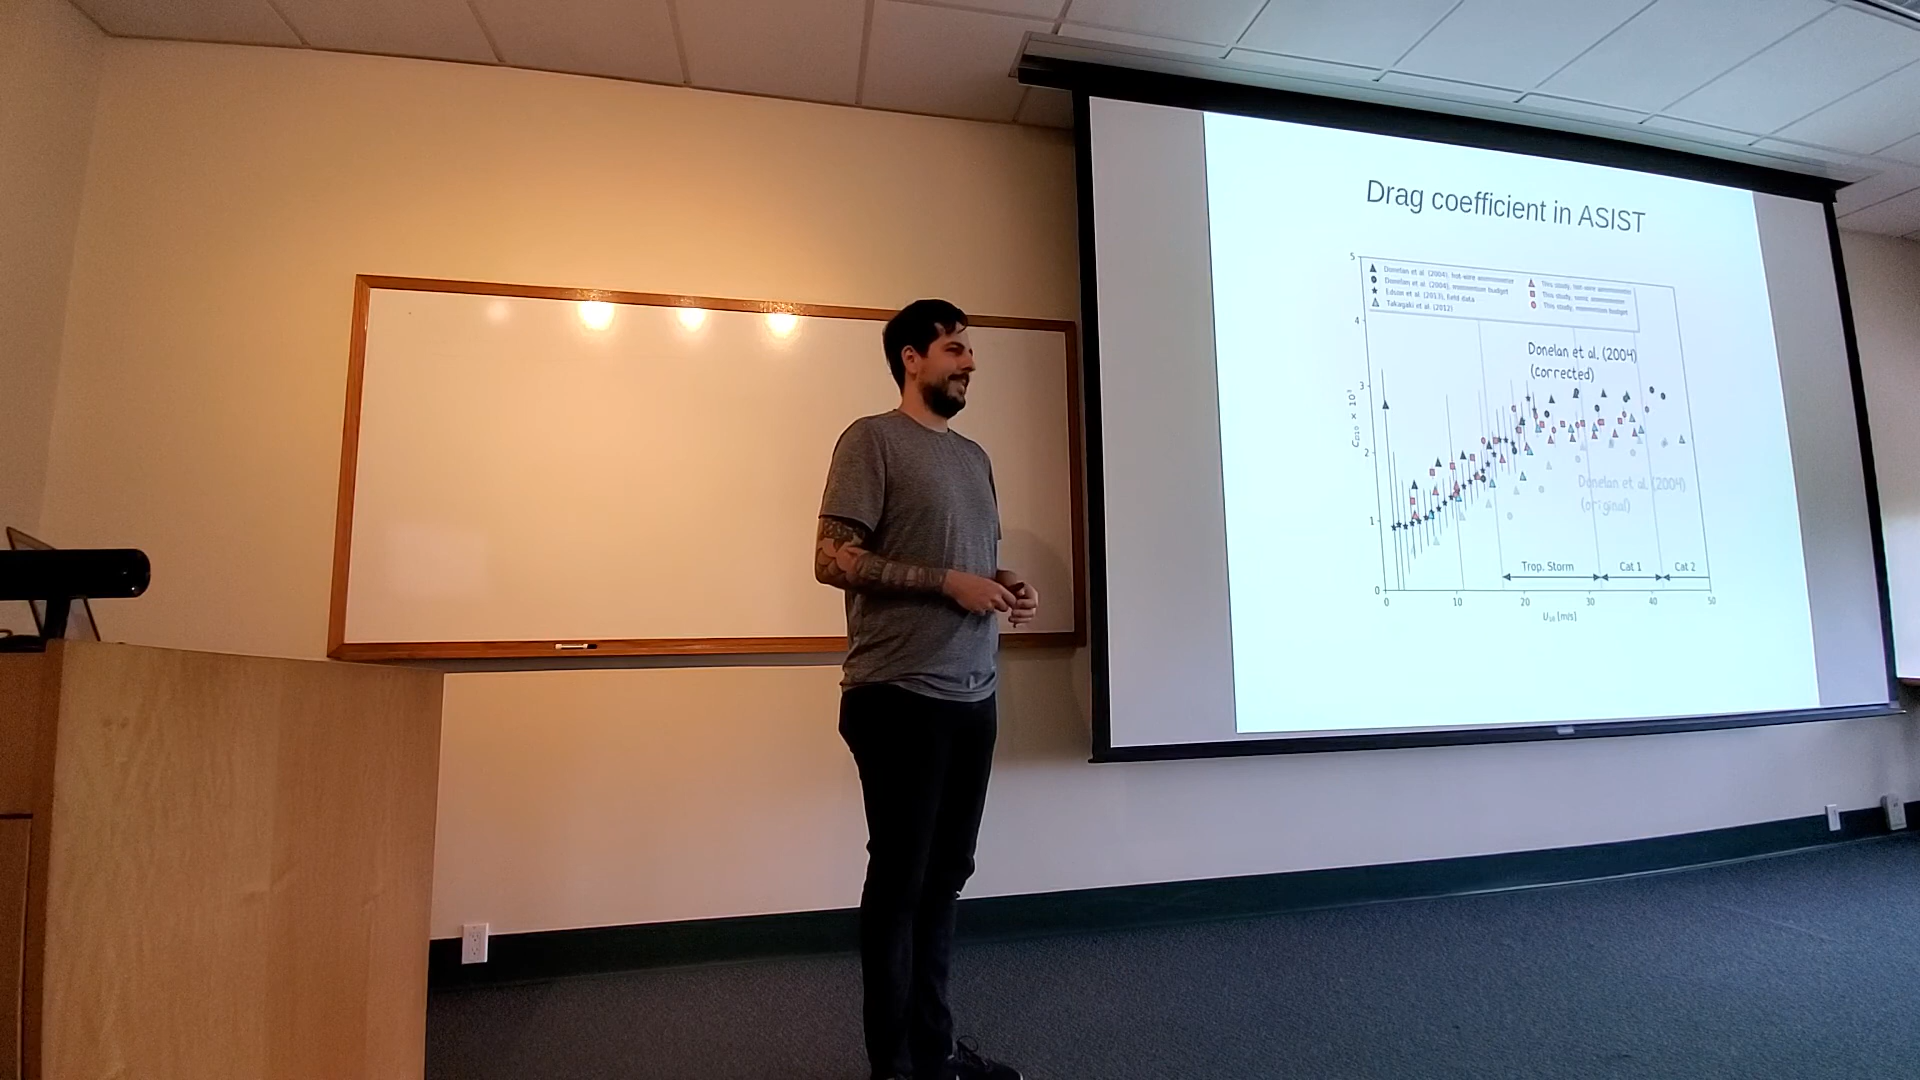 Drag coefficient in ASIST
5
4
3
2
1
0
C_D10 × 10³
Donelan et al. (2004), hot-wire anemometer
Donelan et al. (2004), momentum budget
Edson et al. (2013), field data
Takagaki et al. (2012)
This study, hot-wire anemometer
This study, sonic anemometer
This study, momentum budget
Donelan et al. (2004)
(corrected)
Donelan et al. (2004)
(original)
Trop. Storm
Cat 1
Cat 2
0 10 20 30 40 50
U₁₀ [m/s]